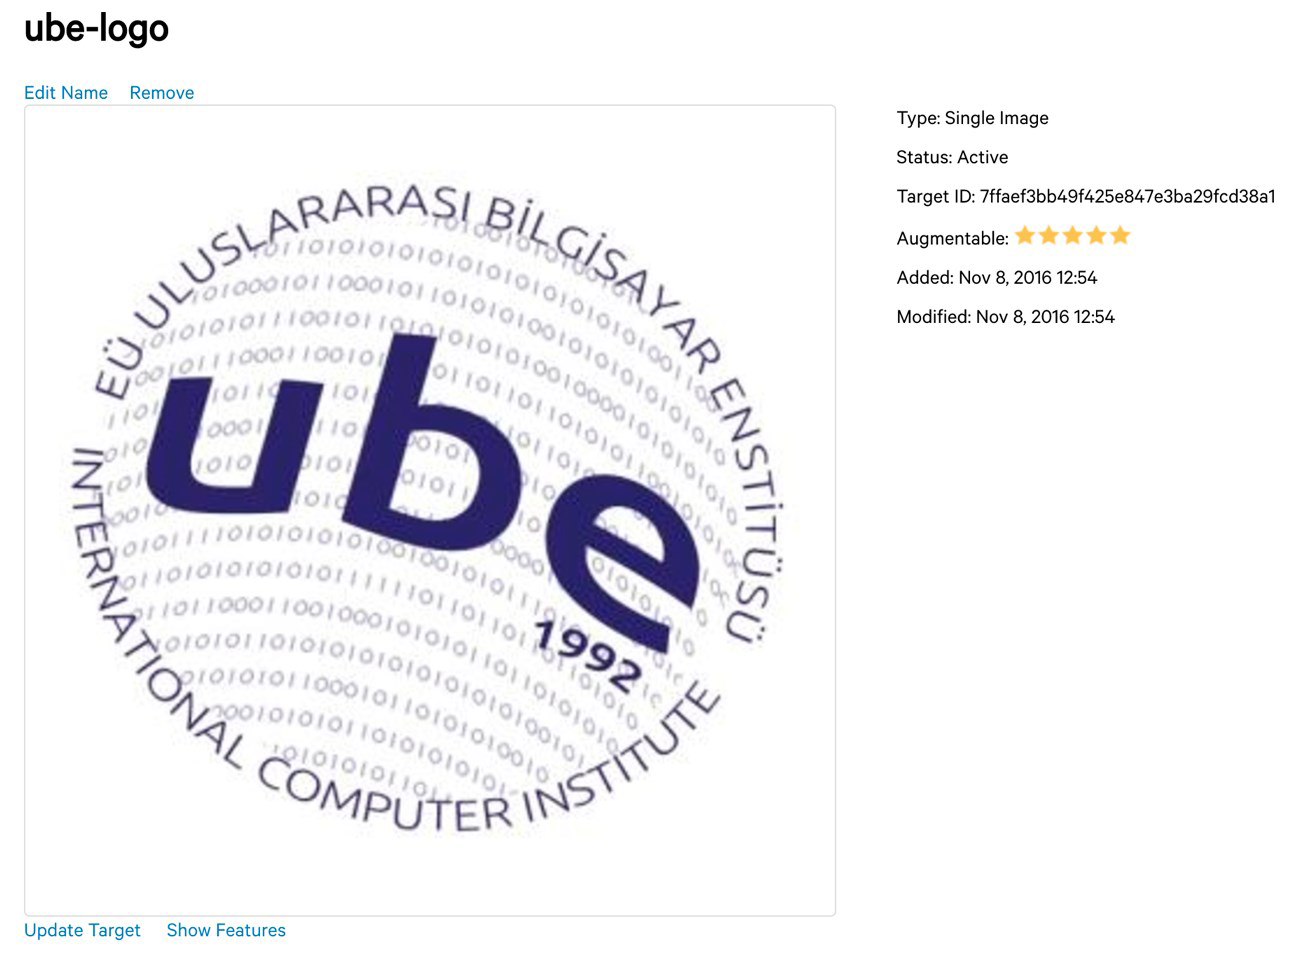 ube-logo
Edit Name Remove
EÜ ULUSLARARASI BİLGİSAYAR ENSTİTÜSÜ
ube
1992
INTERNATIONAL COMPUTER INSTITUTE
Update Target Show Features
Type: Single Image
Status: Active
Target ID: 7ffaef3bb49f425e847e3ba29fcd38a1
Augmentable:
Added: Nov 8, 2016 12:54
Modified: Nov 8, 2016 12:54